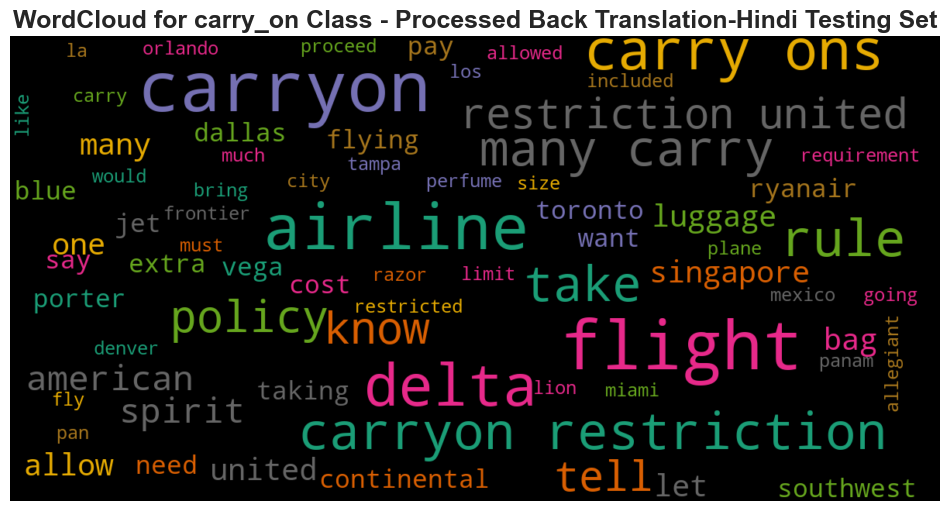 WordCloud for carry_on Class - Processed Back Translation-Hindi Testing Set
la
orlando
proceed
pay
allowed
carry ons
los
included
like
carry
carryon
restriction united
many
dallas
flying
many carry
much
requirement
tampa
blue
would
bring
city
perfume
size
ryanair
jet
frontier
airline
toronto
luggage
one
must
want
plane
rule
say
extra
vega
cost
razor
limit
take
singapore
porter
restricted
mexico
going
policy
know
flight
bag
denver
panam
allegiant
american
taking
delta
lion
miami
fly
spirit
pan
carryon restriction
allow
need
united
continental
tell
let
southwest